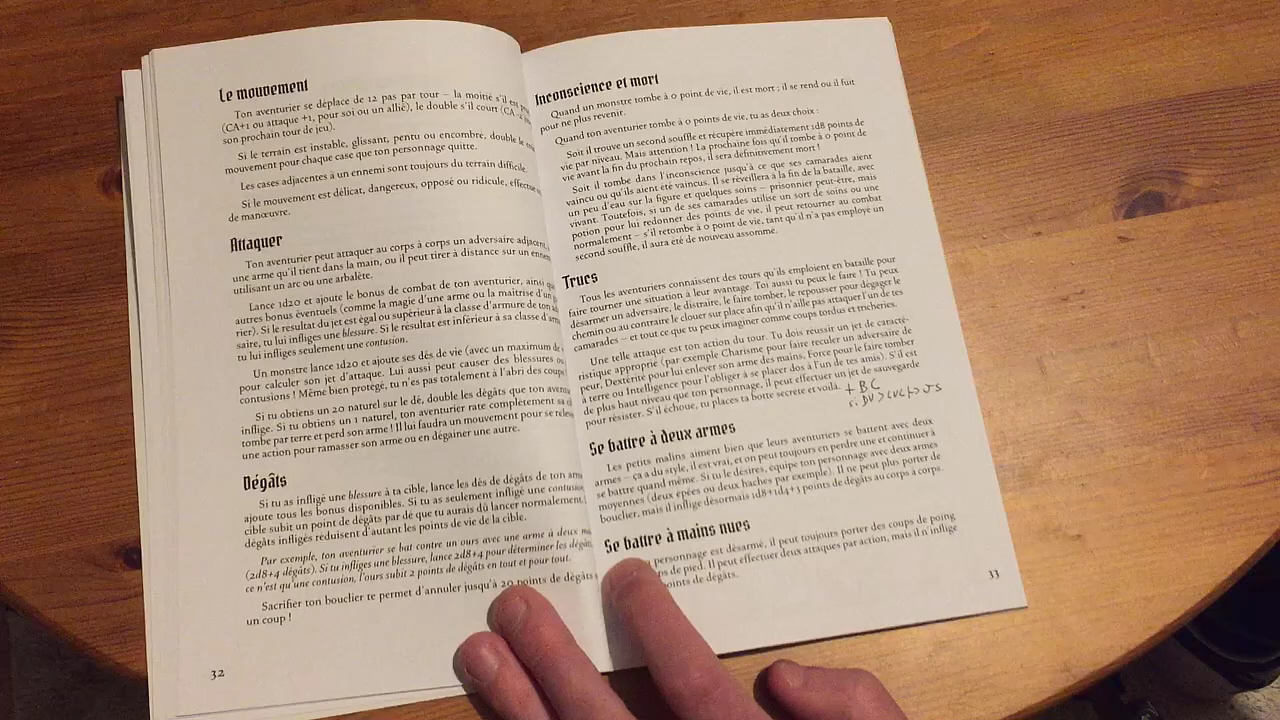 Le mouvement
Ton aventurier se déplace de 12 pas par tour – la moitié s'il est
(CA+1 ou attaque +1, pour soi ou un allié), le double s'il court (CA
son prochain tour de jeu).
Si le terrain est instable, glissant, pentu ou encombré, double le
mouvement pour chaque case que ton personnage quitte.
Les cases adjacentes à un ennemi sont toujours du terrain difficile.
Si le mouvement est délicat, dangereux, opposé ou ridicule,
de manœuvre.
Attaquer
Ton aventurier peut attaquer au corps à corps un adversaire
une arme qu'il tient dans la main, ou il peut tirer à distance sur un
utilisant un arc ou une arbalète.
Lance 1d20 et ajoute le bonus de combat de ton aventurier, ainsi
autres bonus éventuels (comme la magie d'une arme ou la maîtrise d'un
rier). Si le résultat du jet est égal ou supérieur à la classe d'armure de ton
saire, tu lui infliges une blessure. Si le résultat est inférieur à sa classe
tu lui infliges seulement une contusion.
Un monstre lance 1d20 et ajoute ses dés de vie (avec un maximum
pour calculer son jet d'attaque. Lui aussi peut causer des blessures
contusions ! Même bien protégé, tu n'es pas totalement à l'abri des
Si tu obtiens un 20 naturel sur le dé, double les dégâts que ton
inflige. Si tu obtiens un 1 naturel, ton aventurier rate complètement
tombe par terre et perd son arme ! Il lui faudra un mouvement pour se
une action pour ramasser son arme ou en dégainer une autre.
Dégâts
Si tu as infligé une blessure à ta cible, lance les dés de dégâts de ton
ajoute tous les bonus disponibles. Si tu as seulement infligé une
cible subit un point de dégâts par dé que tu aurais dû lancer normalement.
dégâts infligés réduisent d'autant les points de vie de la cible.
Par exemple, ton aventurier se bat contre un ours avec une arme à deux
(2d8+4 dégâts). Si tu infliges une blessure, lance 2d8+4 pour déterminer les
ce n'est qu'une contusion, l'ours subit 2 points de dégâts en tout et pour tout.
Sacrifier ton bouclier te permet d'annuler jusqu'à 20 points de dégâts
un coup !
32
Inconscience et mort
Quand un monstre tombe à 0 point de vie, il est mort ; il se rend ou il fuit
pour ne plus revenir.
Quand ton aventurier tombe à 0 points de vie, tu as deux choix :
Soit il trouve un second souffle et récupère immédiatement 1d8 points de
vie par niveau. Mais attention ! La prochaine fois qu'il tombe à 0 point de
vie avant la fin du prochain repos, il sera définitivement mort !
Soit il tombe dans l'inconscience jusqu'à ce que ses camarades aient
vaincu ou qu'ils aient été vaincus. Il se réveillera à la fin de la bataille, avec
un peu d'eau sur la figure et quelques soins – prisonnier peut-être, mais
vivant. Toutefois, si un de ses camarades utilise un sort de soins ou une
potion pour lui redonner des points de vie, il peut retourner au combat
normalement – s'il retombe à 0 point de vie, tant qu'il n'a pas employé un
second souffle, il aura été de nouveau assommé.
Trucs
Tous les aventuriers connaissent des tours qu'ils emploient en bataille pour
faire tourner une situation à leur avantage. Toi aussi tu peux le faire ! Tu peux
désarmer un adversaire, le distraire, le faire tomber, le repousser pour dégager le
chemin ou au contraire le clouer sur place afin qu'il n'aille pas attaquer l'un de tes
camarades – et tout ce que tu peux imaginer comme coups tordus et tricheries.
Une telle attaque est ton action du tour. Tu dois réussir un jet de caracté-
ristique approprié (par exemple Charisme pour faire reculer un adversaire de
peur, Dextérité pour lui enlever son arme des mains, Force pour le faire tomber
à terre ou Intelligence pour l'obliger à se placer dos à l'un de tes amis). S'il est
de plus haut niveau que ton personnage, il peut effectuer un jet de sauvegarde
pour résister. S'il échoue, tu places ta botte secrète et voilà.
+ BC
Se battre à deux armes
Les petits malins aiment bien que leurs aventuriers se battent avec deux
armes – ça a du style, il est vrai, et on peut toujours en perdre une et continuer à
se battre quand même. Si tu le désires, équipe ton personnage avec deux armes
moyennes (deux épées ou deux haches par exemple). Il ne peut plus porter de
bouclier, mais il inflige désormais 1d8+1d4+3 points de dégâts au corps à corps.
Se battre à mains nues
personnage est désarmé, il peut toujours porter des coups de poing
de pied. Il peut effectuer deux attaques par action, mais il n'inflige
points de dégâts.
33